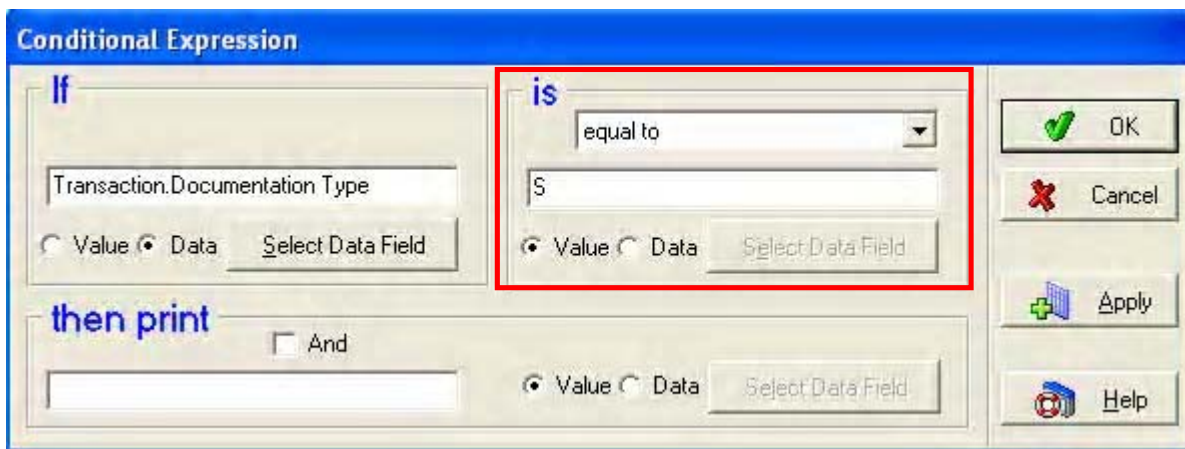 Conditional Expression
If
Transaction.Documentation Type
Value Data Select Data Field
is
equal to
S
Value Data Select Data Field
then print
And
Value Data Select Data Field
OK
Cancel
Apply
Help